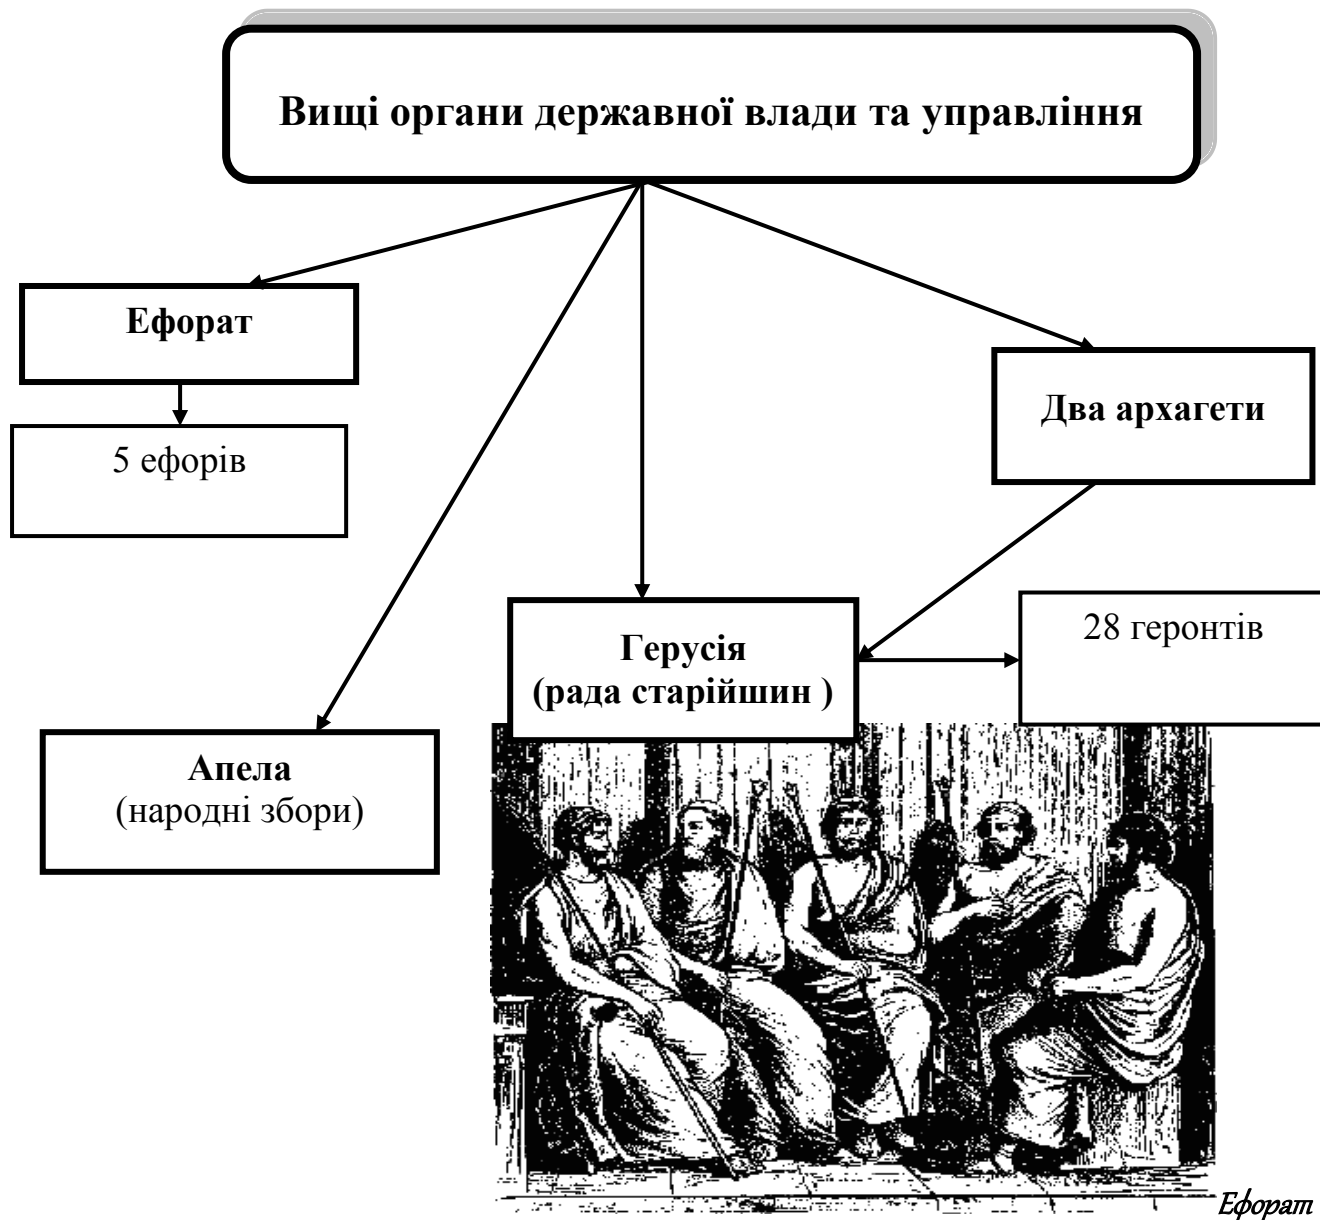 Вищі органи державної влади та управління
Ефорат
5 ефорів
Два архагети
Герусія
(рада старійшин )
28 геронтів
Апела
(народні збори)
Ефорат